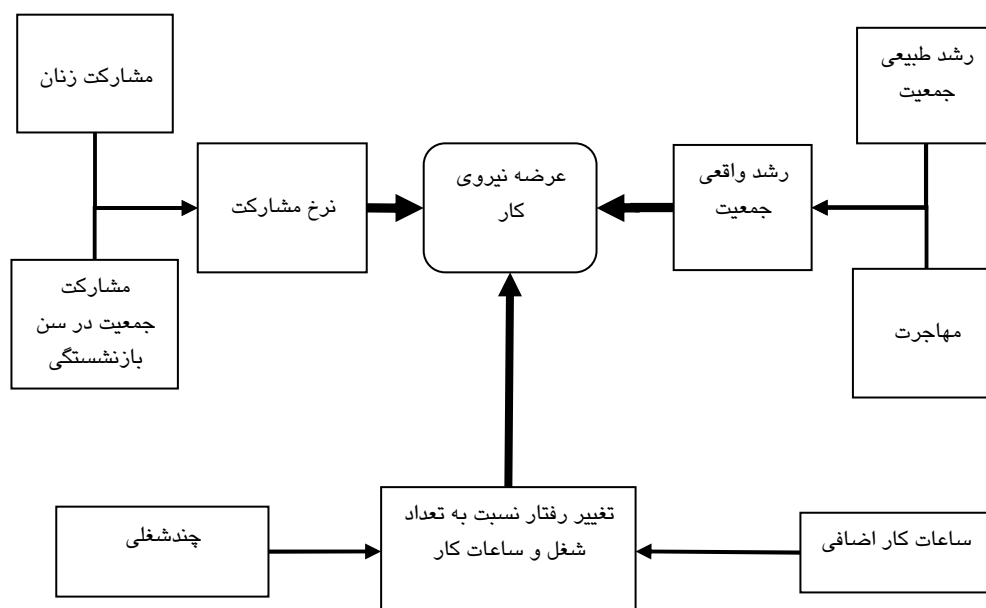 رشد طبیعی
جمعیت
مشارکت زنان
رشد واقعی
جمعیت
عرضه نیروی
کار
نرخ مشارکت
مهاجرت
مشارکت
جمعیت در سن
بازنشستگی
ساعات کار اضافی
تغییر رفتار نسبت به تعداد
شغل و ساعات کار
چندشغلی